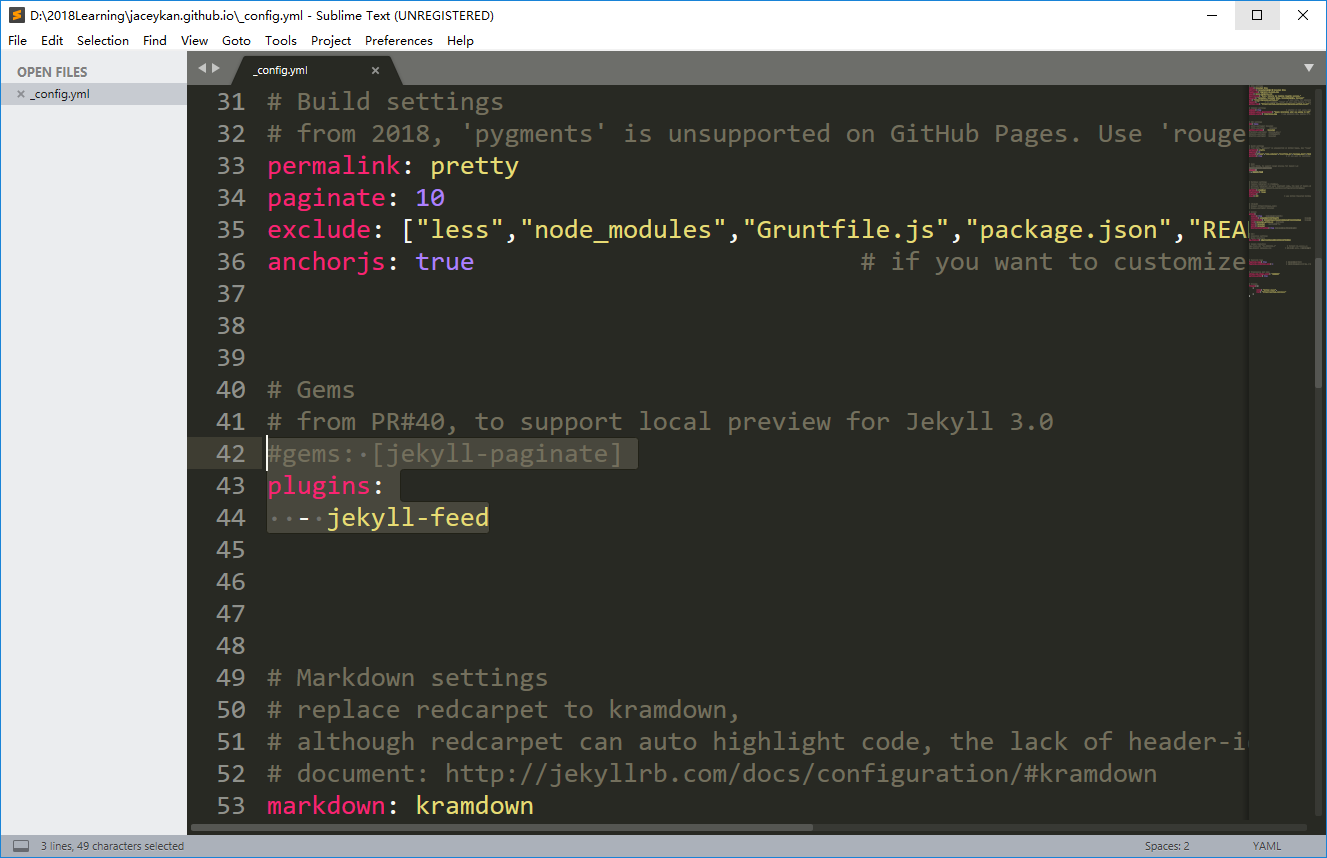 D:\2018Learning\jaceykan.github.io\_config.yml - Sublime Text (UNREGISTERED)
File Edit Selection Find View Goto Tools Project Preferences Help
OPEN FILES
_config.yml
_config.yml
31 # Build settings
32 # from 2018, 'pygments' is unsupported on GitHub Pages. Use 'rouge
33 permalink: pretty
34 paginate: 10
35 exclude: ["less","node_modules","Gruntfile.js","package.json","REA
36 anchorjs: true # if you want to customize
37
38
39
40 # Gems
41 # from PR#40, to support local preview for Jekyll 3.0
42 #gems: [jekyll-paginate]
43 plugins:
44 - jekyll-feed
45
46
47
48
49 # Markdown settings
50 # replace redcarpet to kramdown,
51 # although redcarpet can auto highlight code, the lack of header-i
52 # document: http://jekyllrb.com/docs/configuration/#kramdown
53 markdown: kramdown
3 lines, 49 characters selected
Spaces: 2
YAML